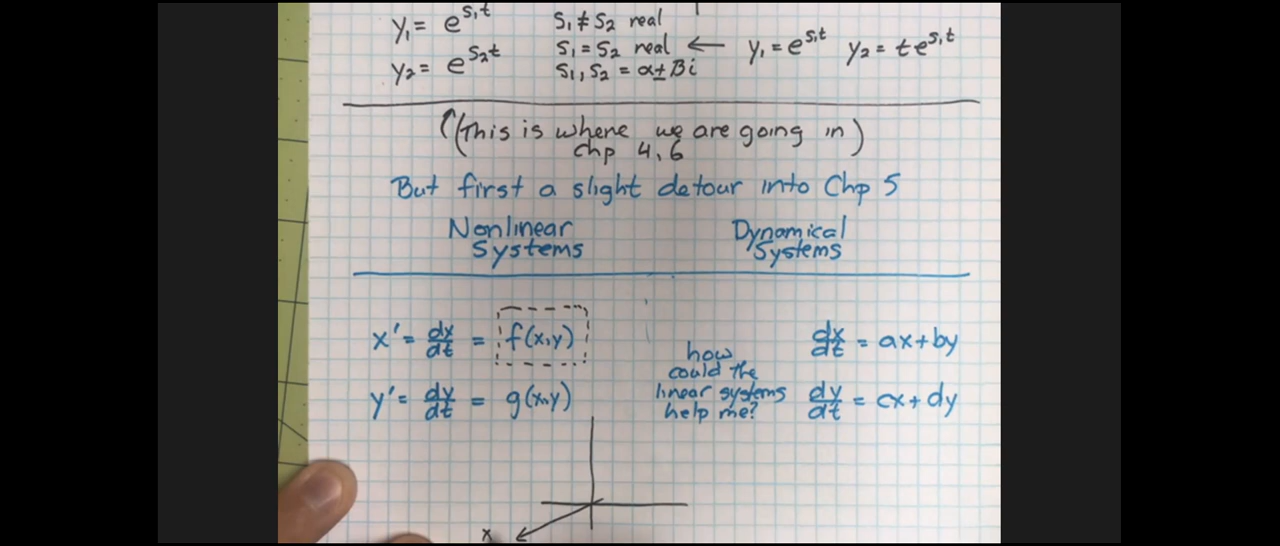 y₁ = e^{s₁t} s₁ ≠ s₂ real
s₁ = s₂ real ← y₁ = e^{s₁t} y₂ = te^{s₁t}
y₂ = e^{s₂t} s₁, s₂ = α ± Bi
(This is where we are going in)
chp 4, 6
But first a slight detour into Chp 5
Nonlinear Dynamical
Systems Systems
x' = dx/dt = f(x,y) dx/dt = ax + by
how
could the
linear systems
help me?
y' = dy/dt = g(x,y) dy/dt = cx + dy
x